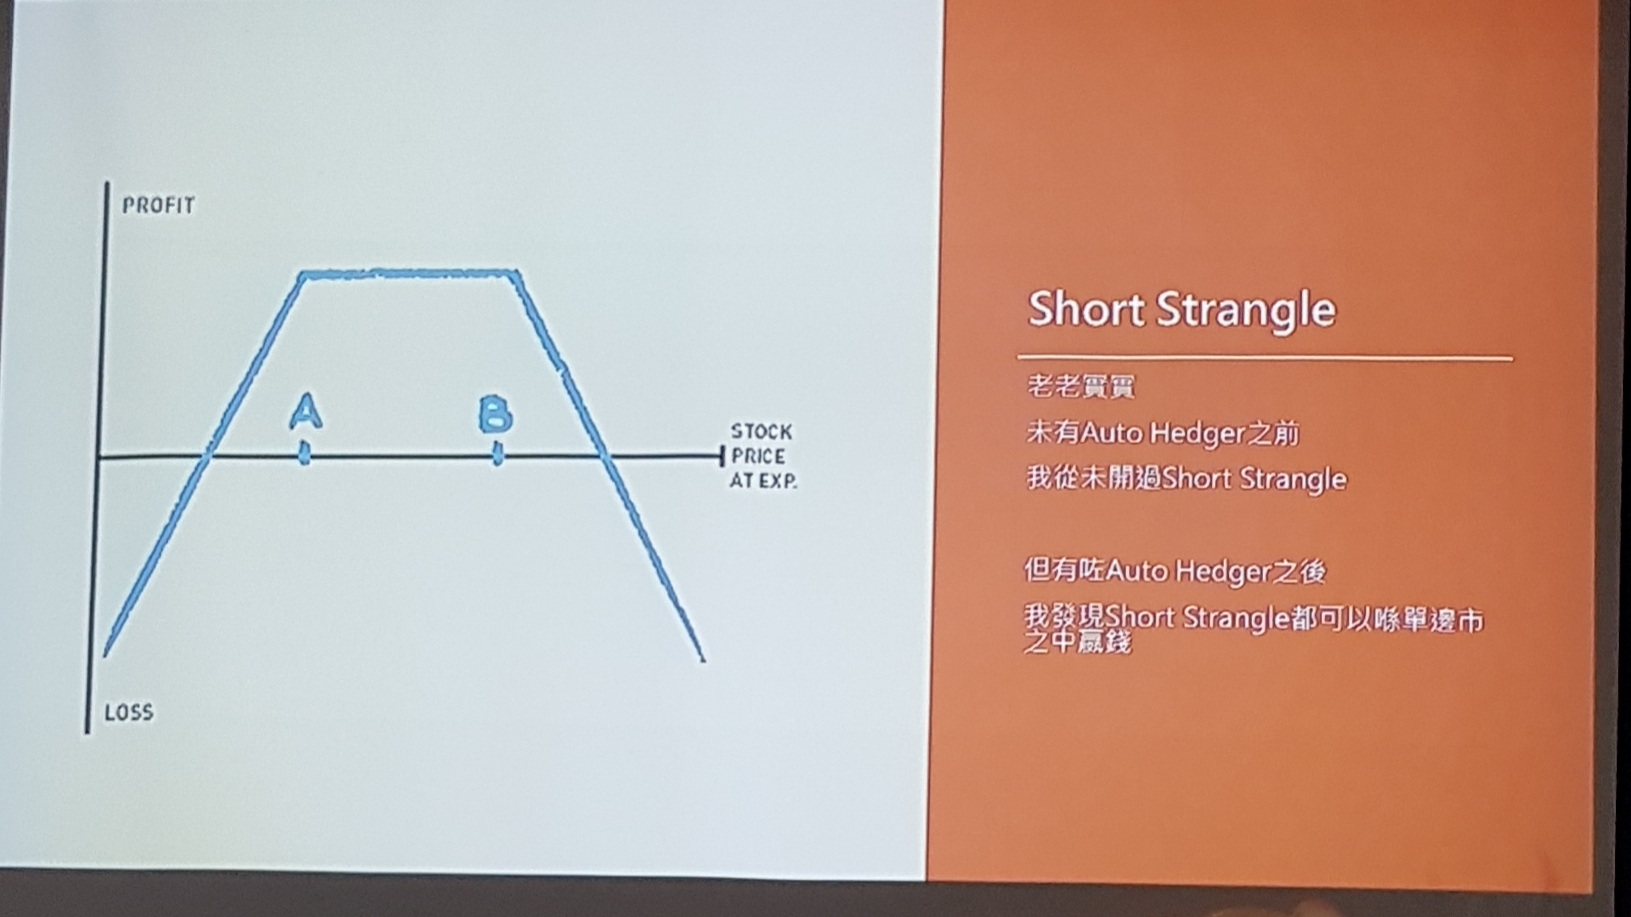 PROFIT
A
B
STOCK
PRICE
AT EXP.
LOSS
Short Strangle
老老實實
未有Auto Hedger之前
我從未開過Short Strangle
但有咗Auto Hedger之後
我發現Short Strangle都可以喺單邊市
之中贏錢